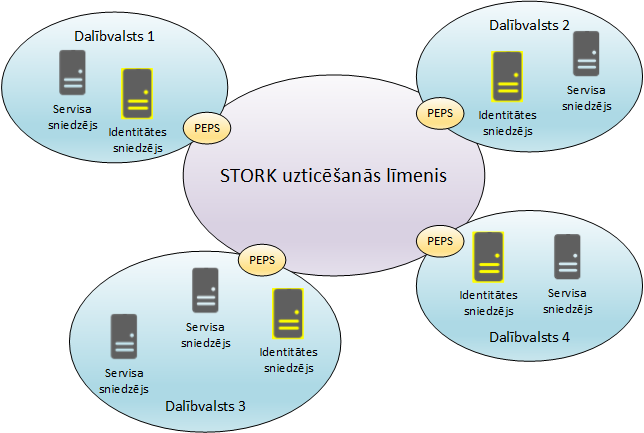 Dalībvalsts 1
Servisa
sniedzējs
Identitātes
sniedzējs
PEPS
Dalībvalsts 2
Servisa
sniedzējs
Identitātes
sniedzējs
PEPS
STORK uzticēšanās līmenis
PEPS
Servisa
sniedzējs
Identitātes
sniedzējs
Servisa
sniedzējs
Dalībvalsts 3
PEPS
Identitātes
sniedzējs
Servisa
sniedzējs
Dalībvalsts 4